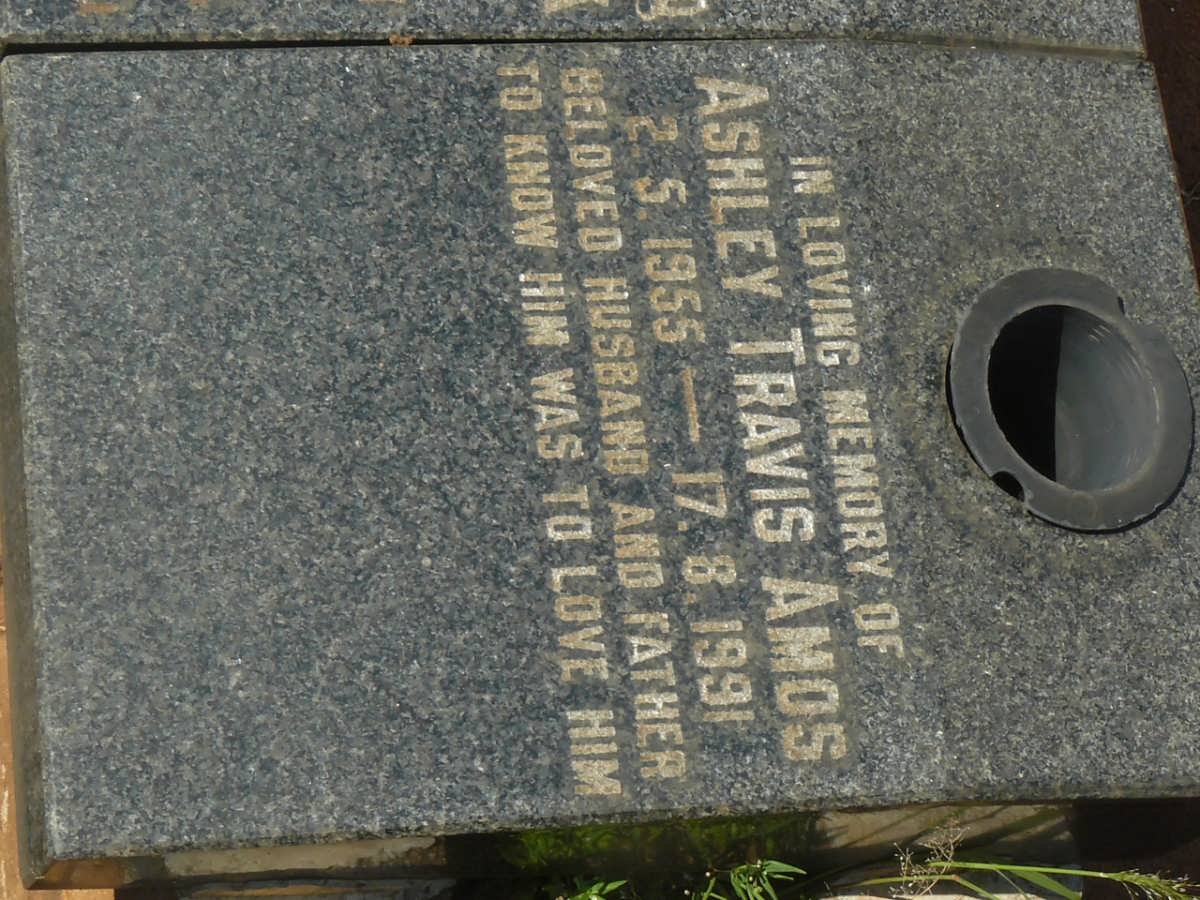 IN LOVING MEMORY OF
ASHLEY TRAVIS AMOS
2. 5. 1955 — 17. 8. 1991
BELOVED HUSBAND AND FATHER
TO KNOW HIM WAS TO LOVE HIM